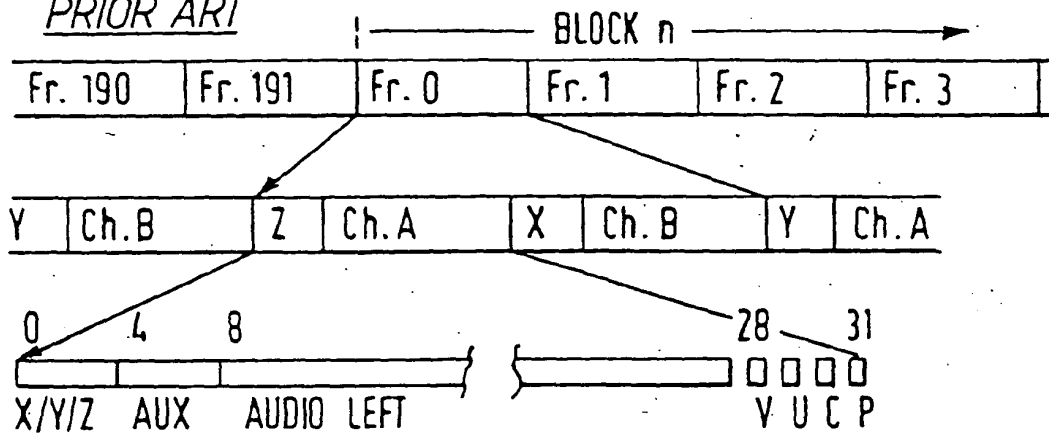 PRIOR ART
BLOCK n
Fr. 190 Fr. 191 Fr. 0 Fr. 1 Fr. 2 Fr. 3
Y Ch. B Z Ch. A X Ch. B Y Ch. A
0 4 8 28 31
X/Y/Z AUX AUDIO LEFT V U C P